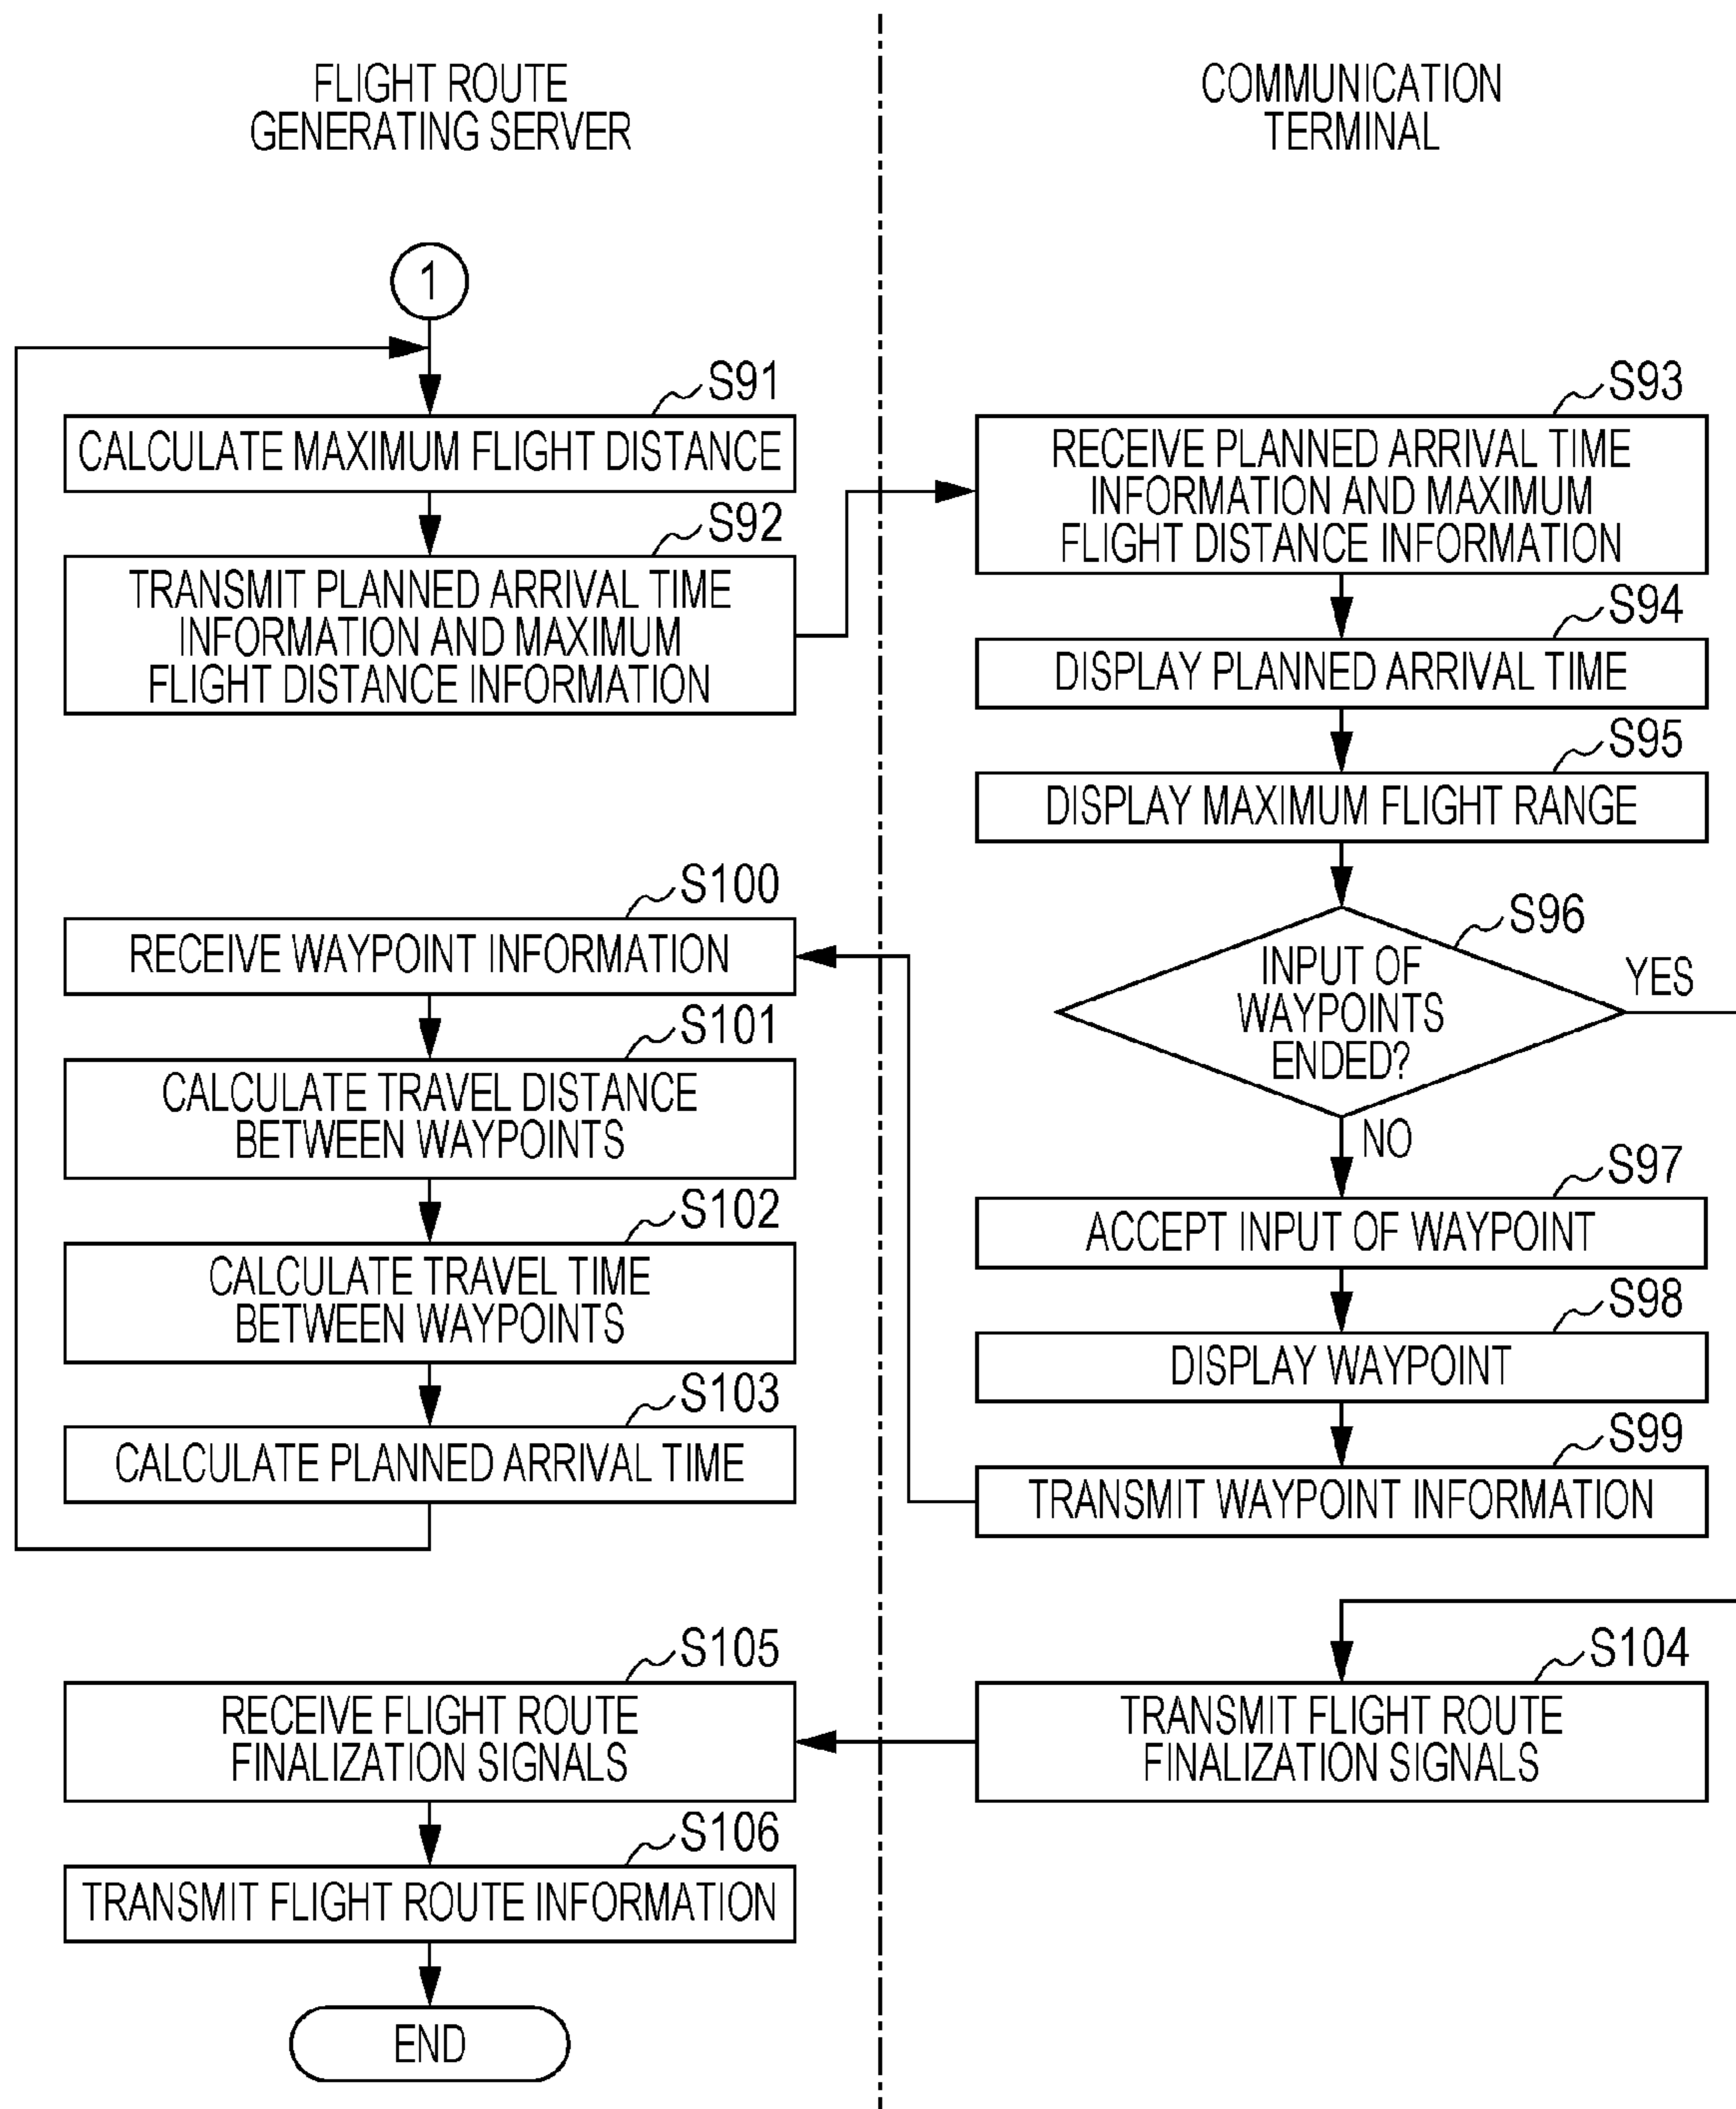 FLIGHT ROUTE
GENERATING SERVER
1
S91
CALCULATE MAXIMUM FLIGHT DISTANCE
S92
TRANSMIT PLANNED ARRIVAL TIME
INFORMATION AND MAXIMUM
FLIGHT DISTANCE INFORMATION
S100
RECEIVE WAYPOINT INFORMATION
S101
CALCULATE TRAVEL DISTANCE
BETWEEN WAYPOINTS
S102
CALCULATE TRAVEL TIME
BETWEEN WAYPOINTS
S103
CALCULATE PLANNED ARRIVAL TIME
S105
RECEIVE FLIGHT ROUTE
FINALIZATION SIGNALS
S106
TRANSMIT FLIGHT ROUTE INFORMATION
END
COMMUNICATION
TERMINAL
S93
RECEIVE PLANNED ARRIVAL TIME
INFORMATION AND MAXIMUM
FLIGHT DISTANCE INFORMATION
S94
DISPLAY PLANNED ARRIVAL TIME
S95
DISPLAY MAXIMUM FLIGHT RANGE
S96
INPUT OF
WAYPOINTS
ENDED?
YES
NO
S97
ACCEPT INPUT OF WAYPOINT
S98
DISPLAY WAYPOINT
S99
TRANSMIT WAYPOINT INFORMATION
S104
TRANSMIT FLIGHT ROUTE
FINALIZATION SIGNALS